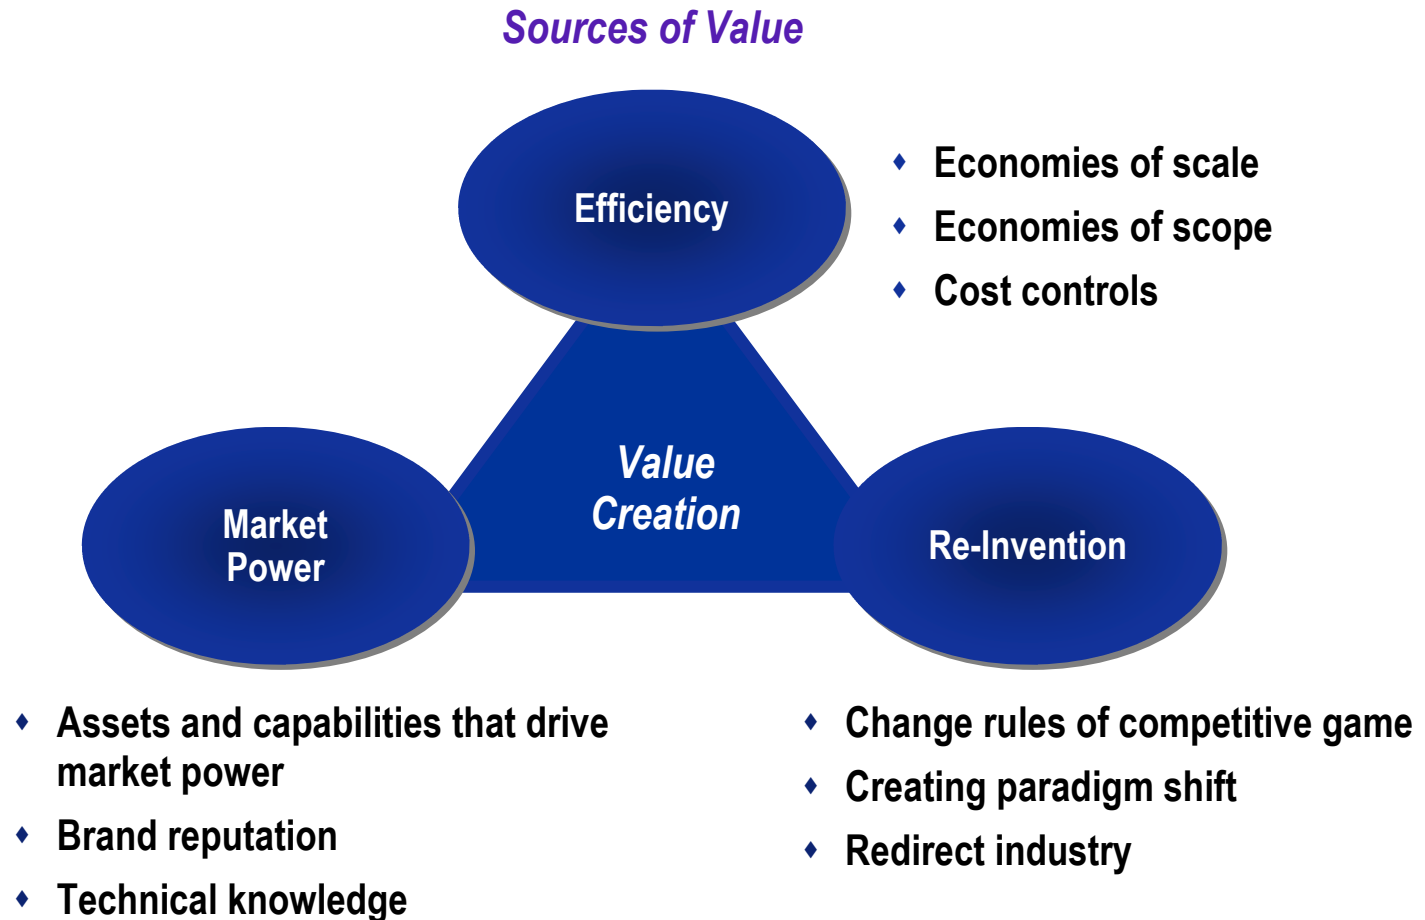 Sources of Value
Efficiency
♦ Economies of scale
♦ Economies of scope
♦ Cost controls
Value
Creation
Market
Power
Re-Invention
♦ Assets and capabilities that drive
market power
♦ Brand reputation
♦ Technical knowledge
♦ Change rules of competitive game
♦ Creating paradigm shift
♦ Redirect industry